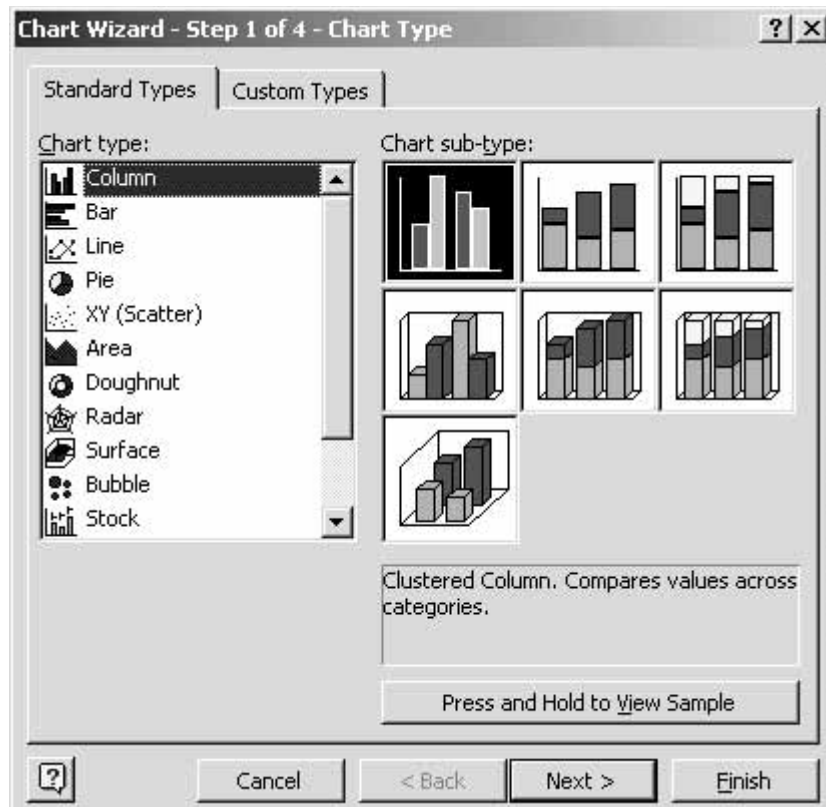 Chart Wizard - Step 1 of 4 - Chart Type
Standard Types
Custom Types
Chart type:
Column
Bar
Line
Pie
XY (Scatter)
Area
Doughnut
Radar
Surface
Bubble
Stock
Chart sub-type:
Clustered Column. Compares values across
categories.
Press and Hold to View Sample
Cancel
< Back
Next >
Finish